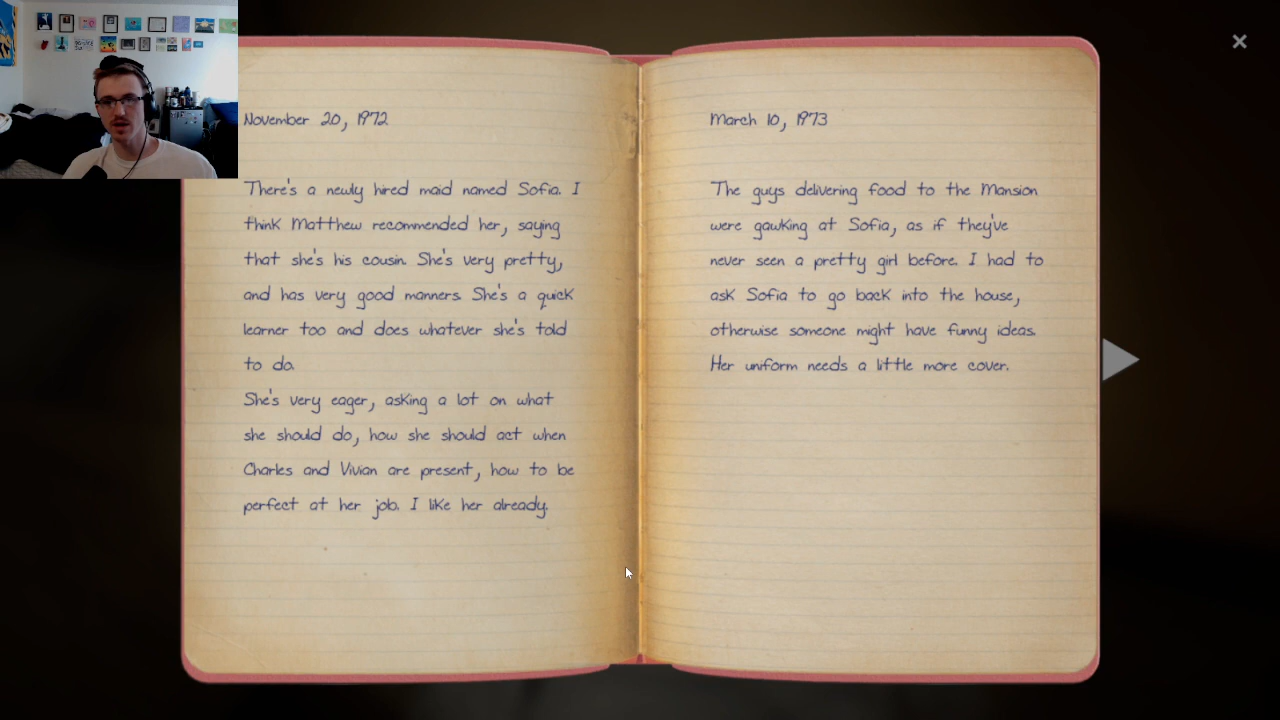 November 20, 1972
There's a newly hired maid named Sofia. I
think Matthew recommended her, saying
that she's his cousin. She's very pretty,
and has very good manners. She's a quick
learner too and does whatever she's told
to do.
She's very eager, asking a lot on what
she should do, how she should act when
Charles and Vivian are present, how to be
perfect at her job. I like her already.
March 10, 1973
The guys delivering food to the Mansion
were gawking at Sofia, as if they've
never seen a pretty girl before. I had to
ask Sofia to go back into the house,
otherwise someone might have funny ideas.
Her uniform needs a little more cover.